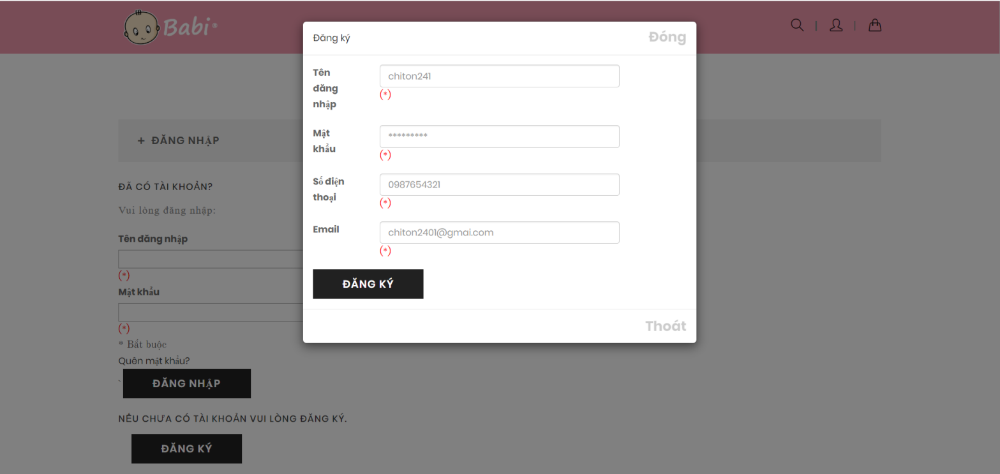 Babi®
Đăng ký
Đóng
Tên
đăng
nhập
chiton241
(*)
Mật
khẩu
*********
(*)
Số điện
thoại
0987654321
(*)
Email
chiton2401@gmai.com
(*)
ĐĂNG KÝ
Thoát
+ ĐĂNG NHẬP
ĐÃ CÓ TÀI KHOẢN?
Vui lòng đăng nhập:
Tên đăng nhập
(*)
Mật khẩu
(*)
* Bắt buộc
Quên mật khẩu?
` ĐĂNG NHẬP
NẾU CHƯA CÓ TÀI KHOẢN VUI LÒNG ĐĂNG KÝ.
ĐĂNG KÝ